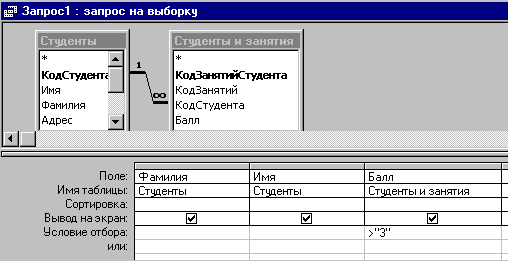 Запрос1 : запрос на выборку
Студенты
*
КодСтудента
Имя
Фамилия
Адрес
1
∞
Студенты и занятия
*
КодЗанятийСтудента
КодЗанятий
КодСтудента
Балл
Поле: Фамилия Имя Балл
Имя таблицы: Студенты Студенты Студенты и занятия
Сортировка:
Вывод на экран:
Условие отбора: >"3"
или: